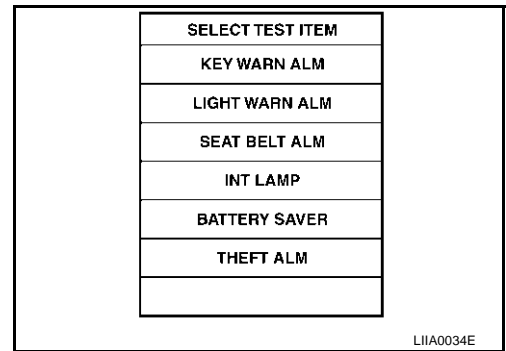 SELECT TEST ITEM
KEY WARN ALM
LIGHT WARN ALM
SEAT BELT ALM
INT LAMP
BATTERY SAVER
THEFT ALM
LIIA0034E